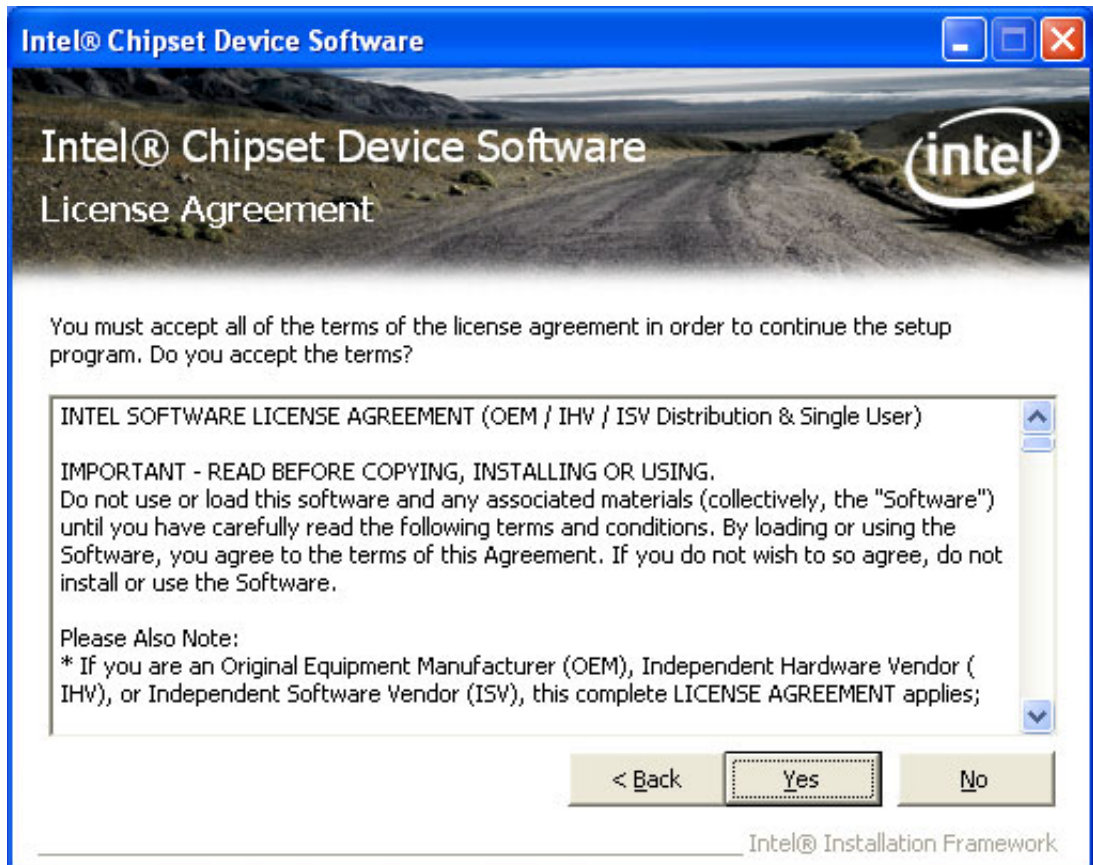 Intel® Chipset Device Software
Intel® Chipset Device Software
intel
License Agreement
You must accept all of the terms of the license agreement in order to continue the setup
program. Do you accept the terms?
INTEL SOFTWARE LICENSE AGREEMENT (OEM / IHV / ISV Distribution & Single User)
IMPORTANT - READ BEFORE COPYING, INSTALLING OR USING.
Do not use or load this software and any associated materials (collectively, the "Software")
until you have carefully read the following terms and conditions. By loading or using the
Software, you agree to the terms of this Agreement. If you do not wish to so agree, do not
install or use the Software.
Please Also Note:
* If you are an Original Equipment Manufacturer (OEM), Independent Hardware Vendor (
IHV), or Independent Software Vendor (ISV), this complete LICENSE AGREEMENT applies;
< Back Yes No
Intel® Installation Framework